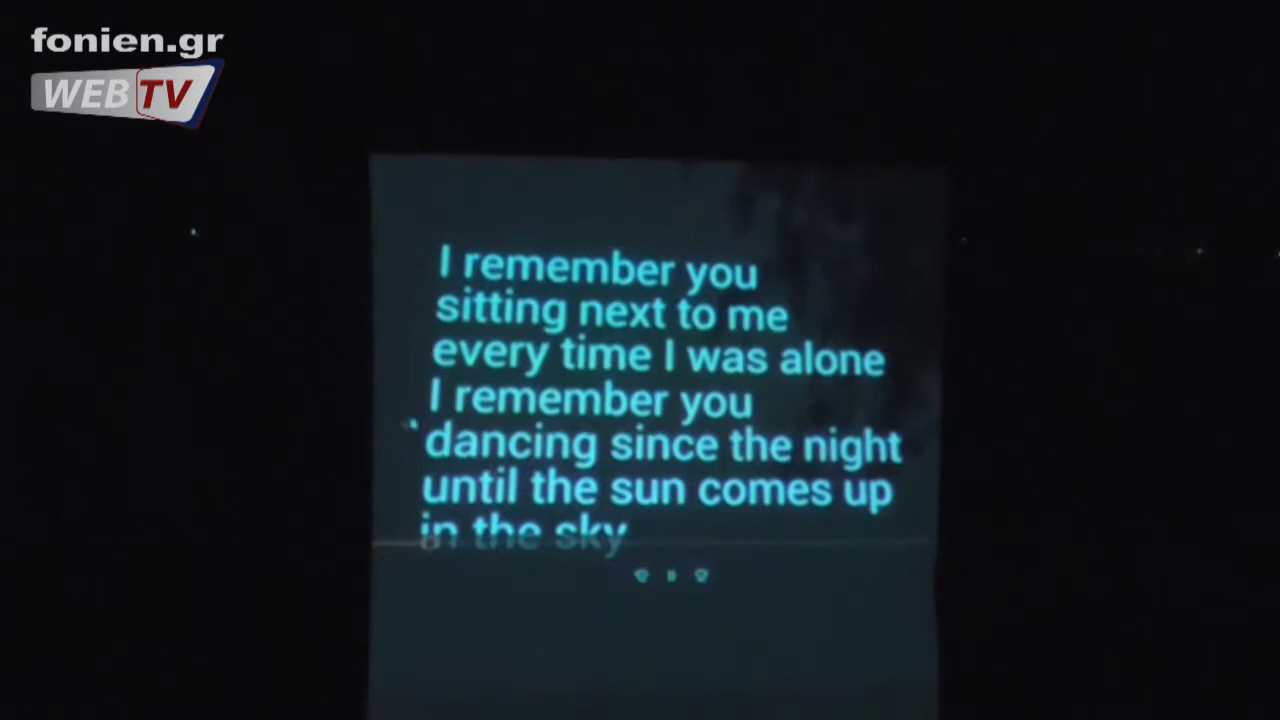 fonien.gr
WEB TV
I remember you
sitting next to me
every time I was alone
I remember you
dancing since the night
until the sun comes up
in the sky